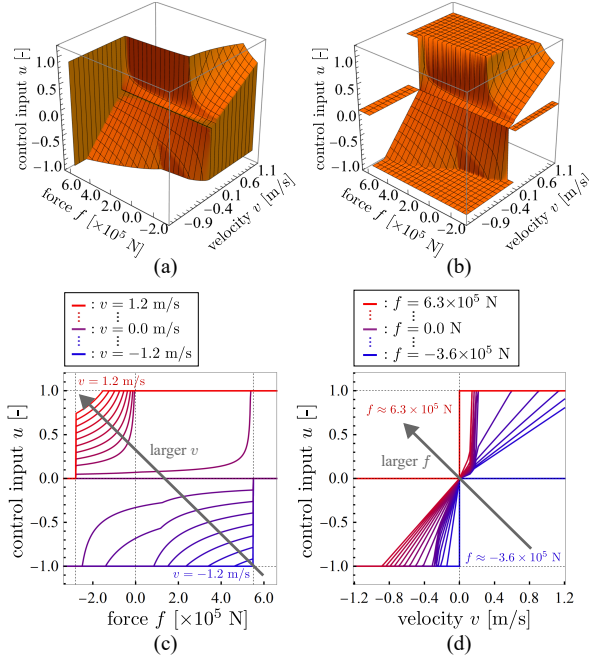 control input u [-]
1.0
0.5
0.0
−0.5
−1.0
6.0
4.0
2.0
0.0
-2.0
force f [×10⁵ N]
−0.9
−0.4
0.1
0.6
1.1
velocity v [m/s]
(a)
control input u [-]
1.0
0.5
0.0
−0.5
−1.0
6.0
4.0
2.0
0.0
-2.0
force f [×10⁵ N]
−0.9
−0.4
0.1
0.6
1.1
velocity v [m/s]
(b)
: v = 1.2 m/s
: v = 0.0 m/s
: v = −1.2 m/s
control input u [-]
1.0
0.5
0.0
−0.5
−1.0
v = 1.2 m/s
larger v
v = −1.2 m/s
−2.0 0.0 2.0 4.0 6.0
force f [×10⁵ N]
(c)
: f = 6.3×10⁵ N
: f = 0.0 N
: f = −3.6×10⁵ N
control input u [-]
1.0
0.5
0.0
−0.5
−1.0
f ≈ 6.3 × 10⁵ N
larger f
f ≈ −3.6 × 10⁵ N
−1.2 −0.8 −0.4 0.0 0.4 0.8 1.2
velocity v [m/s]
(d)